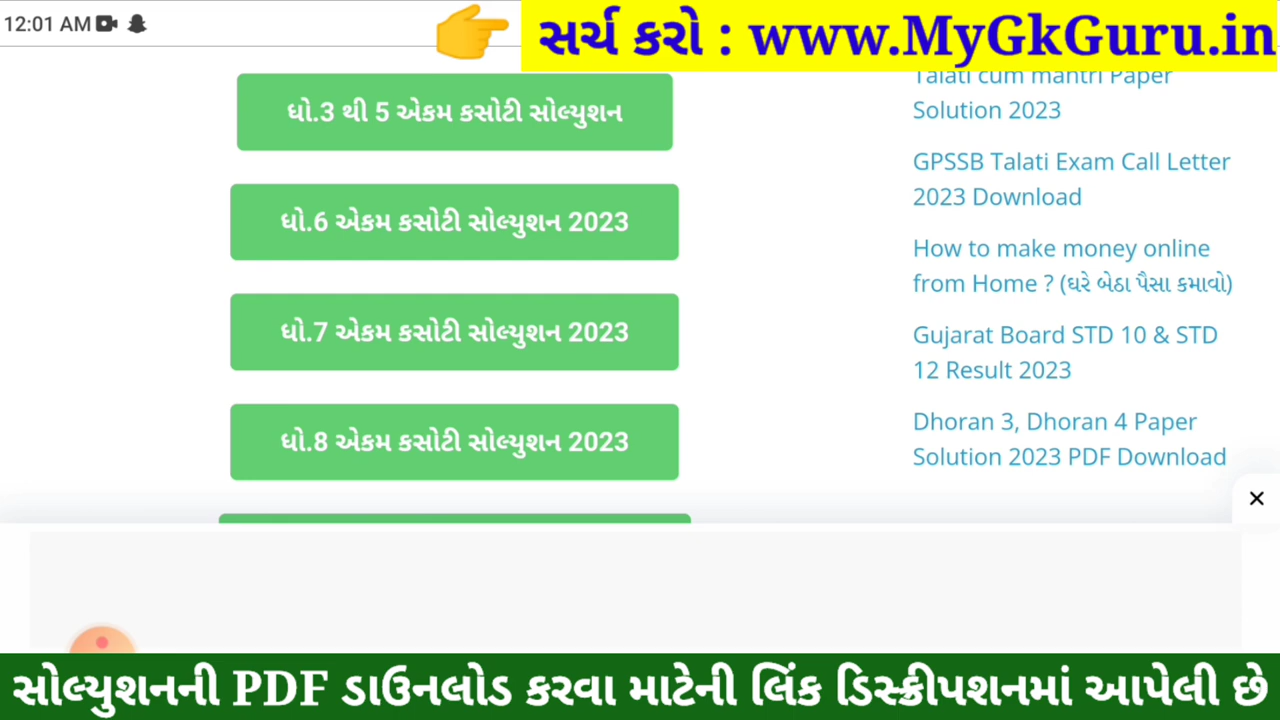 12:01 AM
સર્ચ કરો : www.MyGkGuru.in
ધો.3 થી 5 એકમ કસોટી સોલ્યુશન
ધો.6 એકમ કસોટી સોલ્યુશન 2023
ધો.7 એકમ કસોટી સોલ્યુશન 2023
ધો.8 એકમ કસોટી સોલ્યુશન 2023
Talati cum mantri Paper
Solution 2023
GPSSB Talati Exam Call Letter
2023 Download
How to make money online
from Home ? (ઘરે બેઠા પૈસા કમાવો)
Gujarat Board STD 10 & STD
12 Result 2023
Dhoran 3, Dhoran 4 Paper
Solution 2023 PDF Download
સોલ્યુશનની PDF ડાઉનલોડ કરવા માટેની લિંક ડિસ્ક્રીપશનમાં આપેલી છે